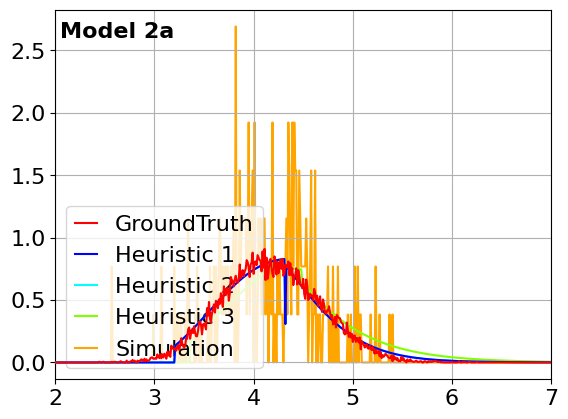 Model 2a
2.5
2.0
1.5
1.0
0.5
0.0
GroundTruth
Heuristic 1
Heuristic 2
Heuristic 3
Simulation
2 3 4 5 6 7